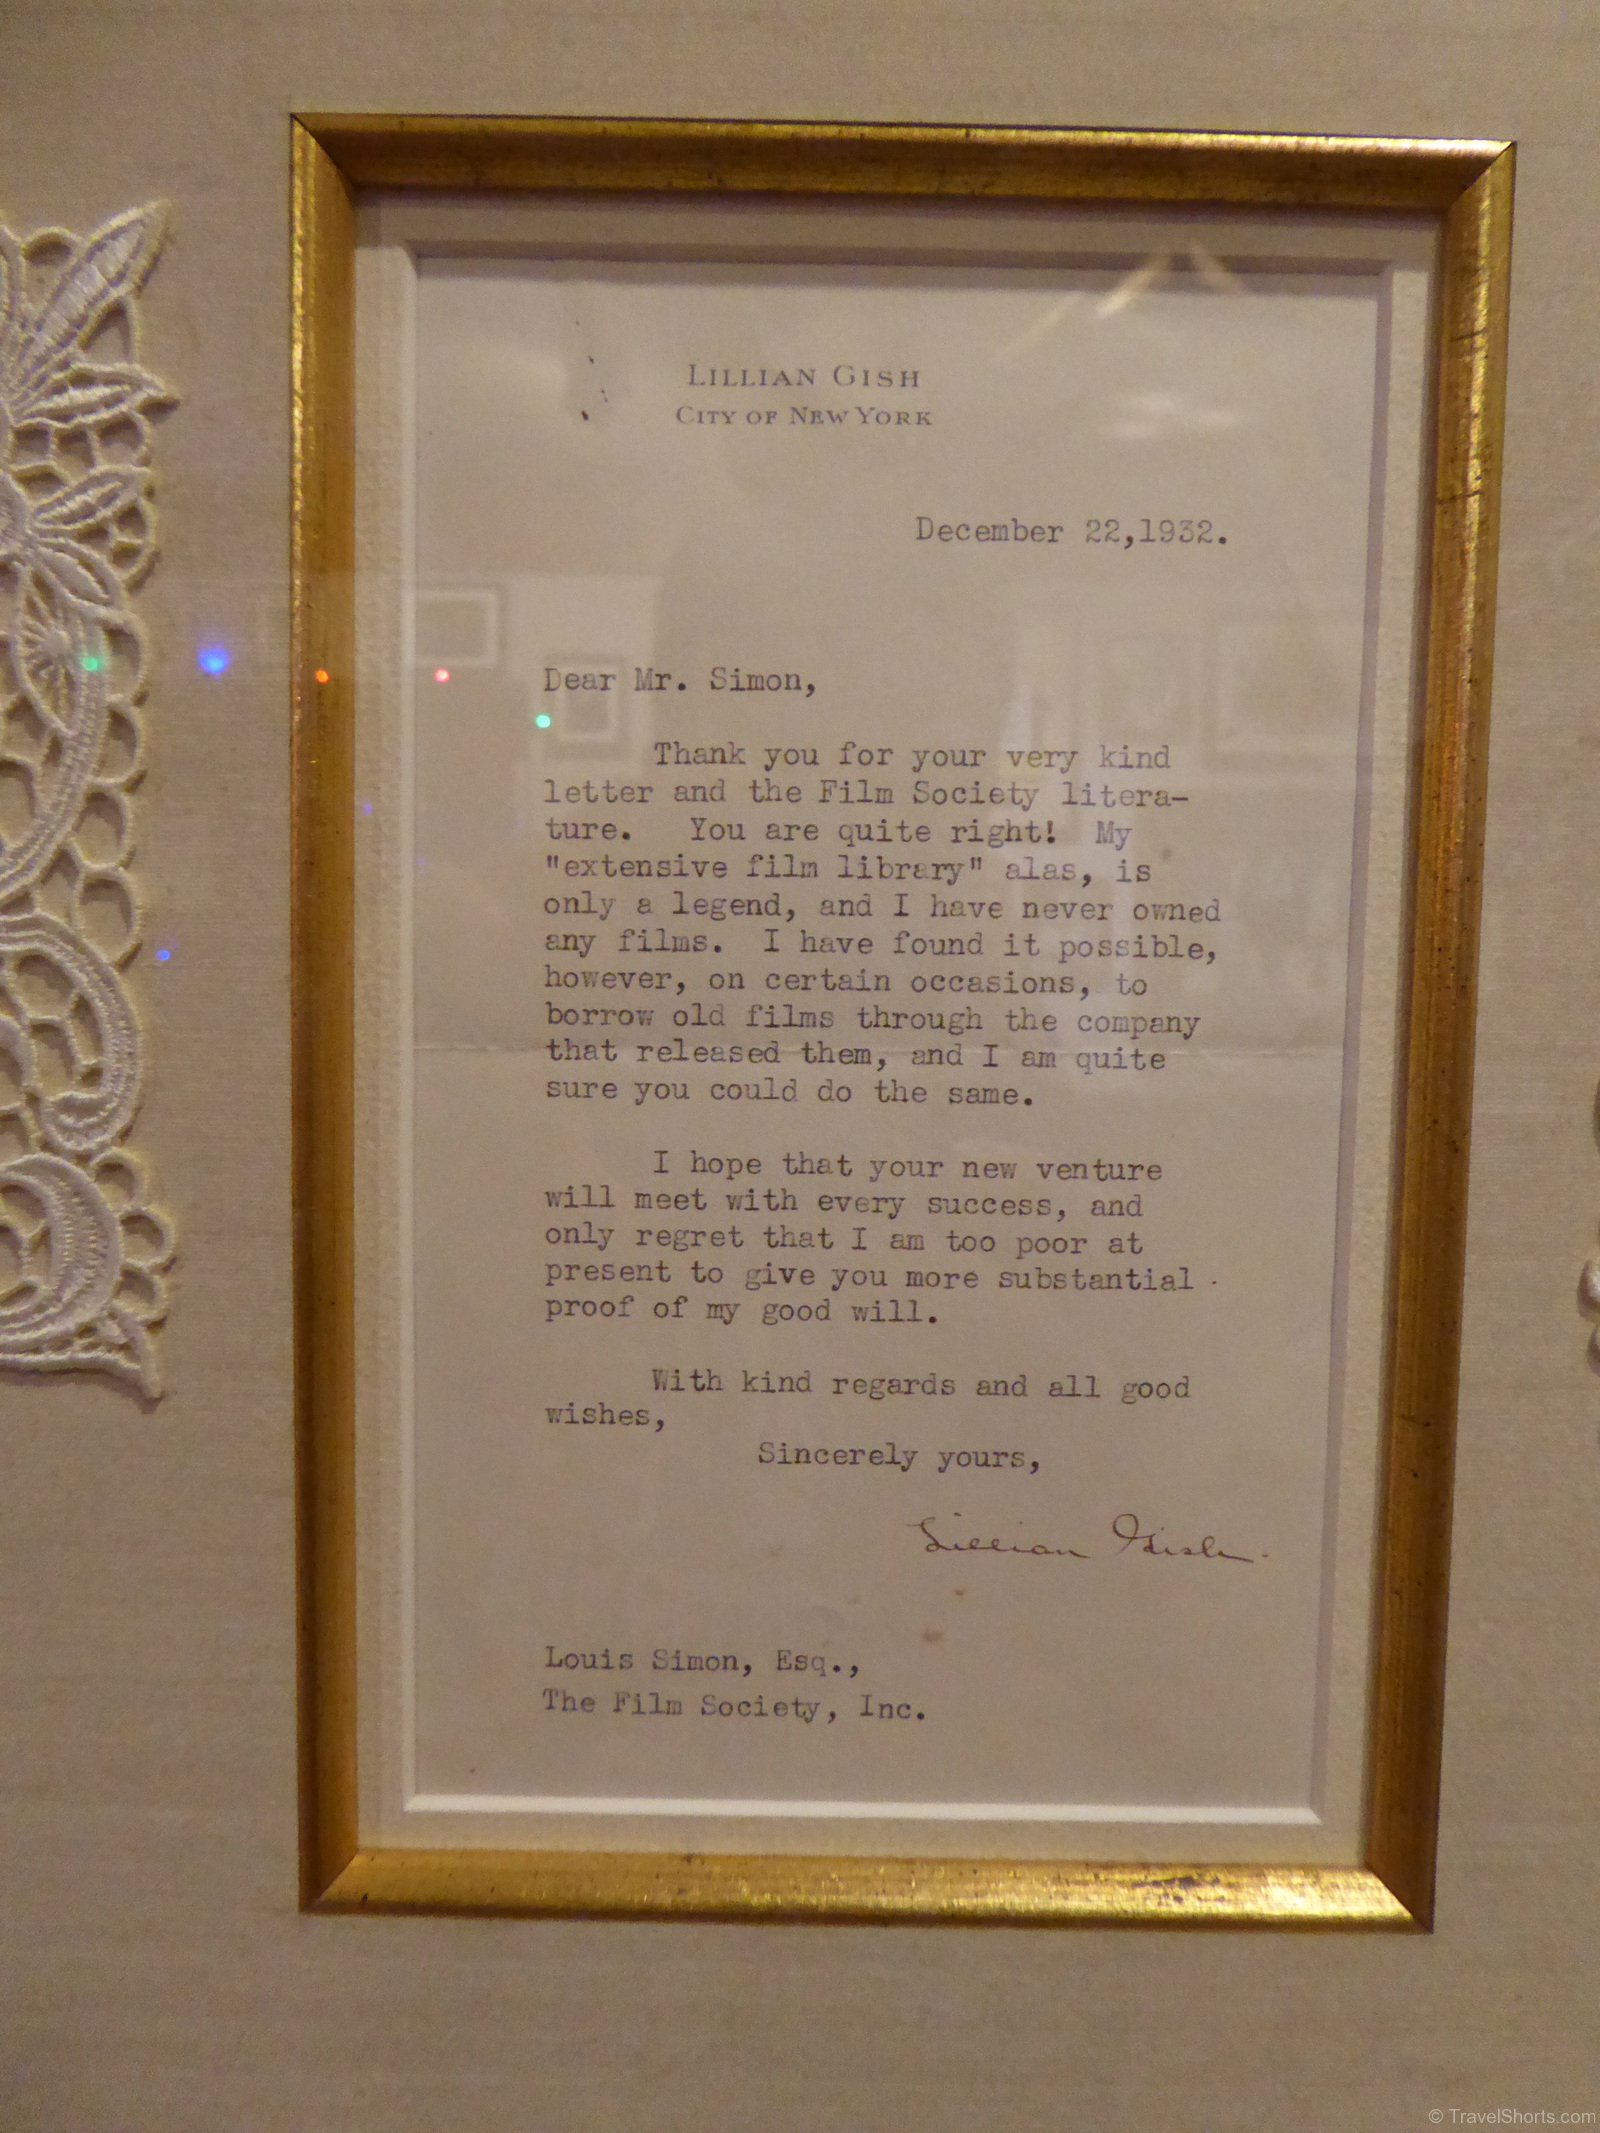 LILLIAN GISH
CITY OF NEW YORK
December 22,1932.
Dear Mr. Simon,
Thank you for your very kind
letter and the Film Society litera-
ture. You are quite right! My
"extensive film library" alas, is
only a legend, and I have never owned
any films. I have found it possible,
however, on certain occasions, to
borrow old films through the company
that released them, and I am quite
sure you could do the same.
I hope that your new venture
will meet with every success, and
only regret that I am too poor at
present to give you more substantial
proof of my good will.
With kind regards and all good
wishes,
Sincerely yours,
Lillian Gish.
Louis Simon, Esq.,
The Film Society, Inc.
© TravelShorts.com